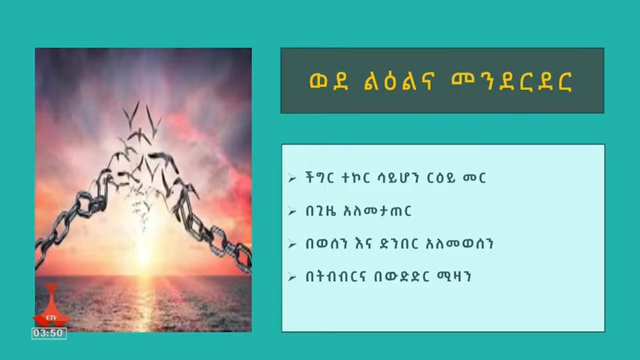 ወደ ልዕልና መንደርደር
ችግር ተኮር ሳይሆን ርዕይ መር
በጊዜ አለመታጠር
በወሰን እና ድንበር አለመወሰን
በትብብርና በውድድር ሚዛን
ETV
03:50